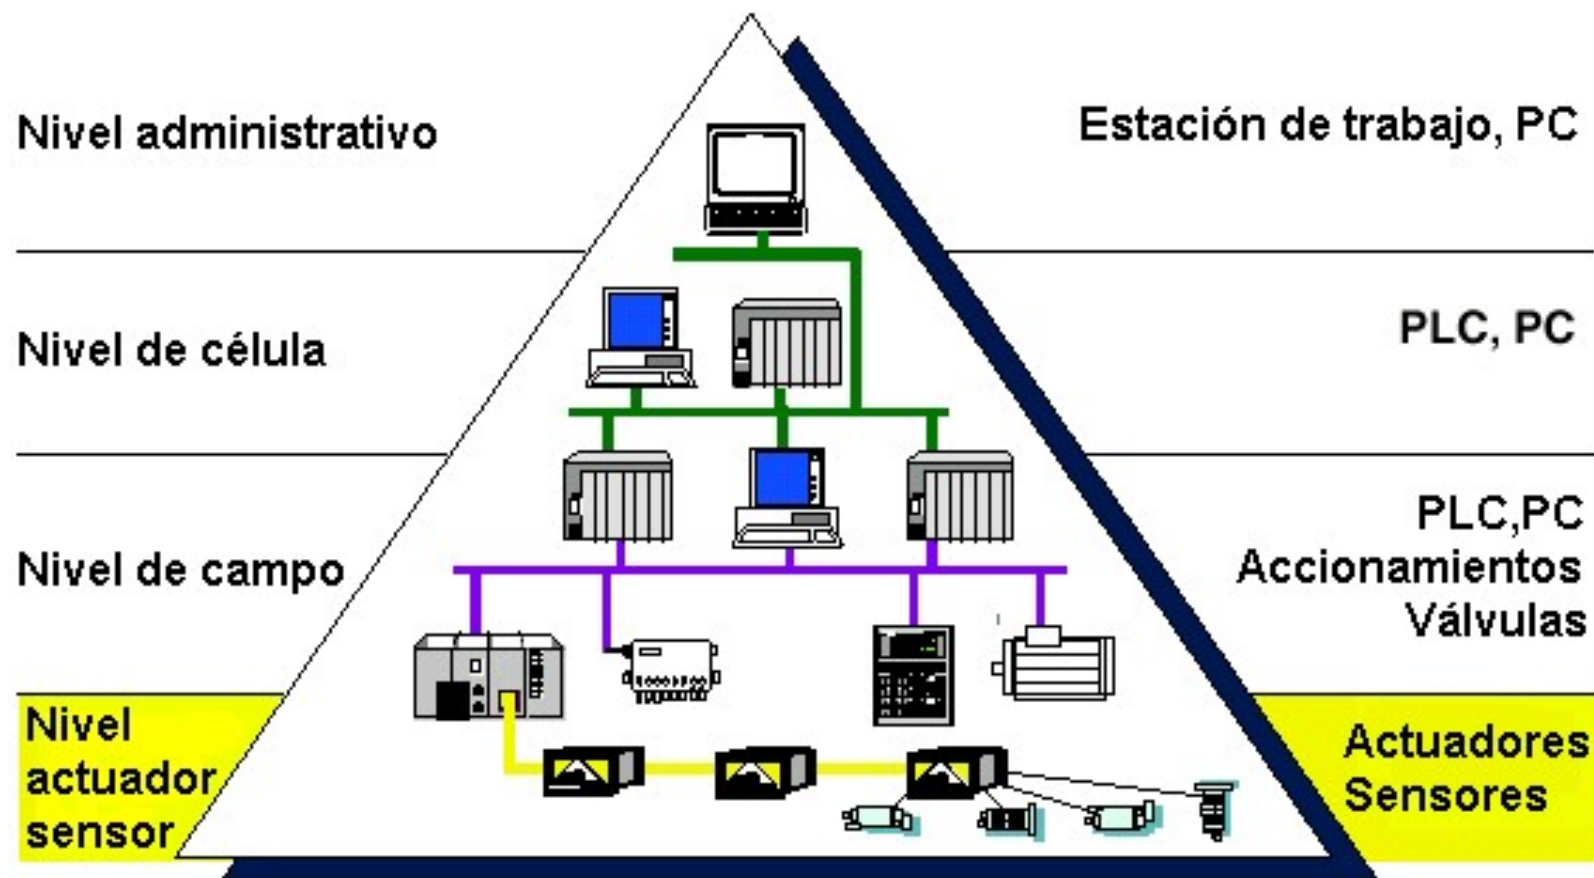 Nivel administrativo
Estación de trabajo, PC
Nivel de célula
PLC, PC
Nivel de campo
PLC,PC
Accionamientos
Válvulas
Nivel
actuador
sensor
Actuadores
Sensores